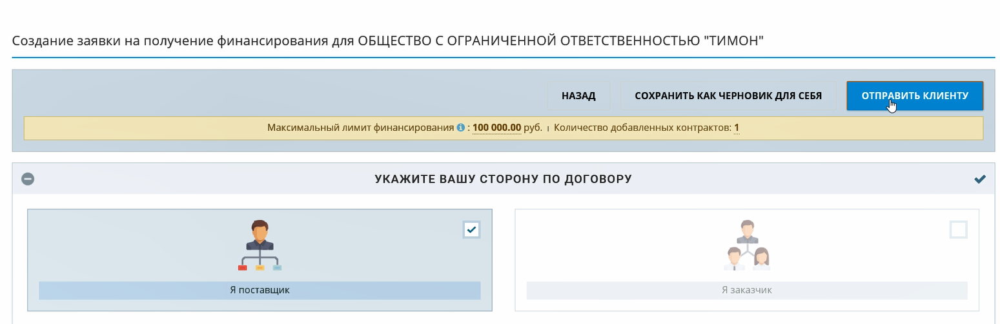 Создание заявки на получение финансирования для ОБЩЕСТВО С ОГРАНИЧЕННОЙ ОТВЕТСТВЕННОСТЬЮ "ТИМОН"
НАЗАД СОХРАНИТЬ КАК ЧЕРНОВИК ДЛЯ СЕБЯ ОТПРАВИТЬ КЛИЕНТУ
Максимальный лимит финансирования i : 100 000.00 руб. | Количество добавленных контрактов: 1
УКАЖИТЕ ВАШУ СТОРОНУ ПО ДОГОВОРУ
Я поставщик
Я заказчик